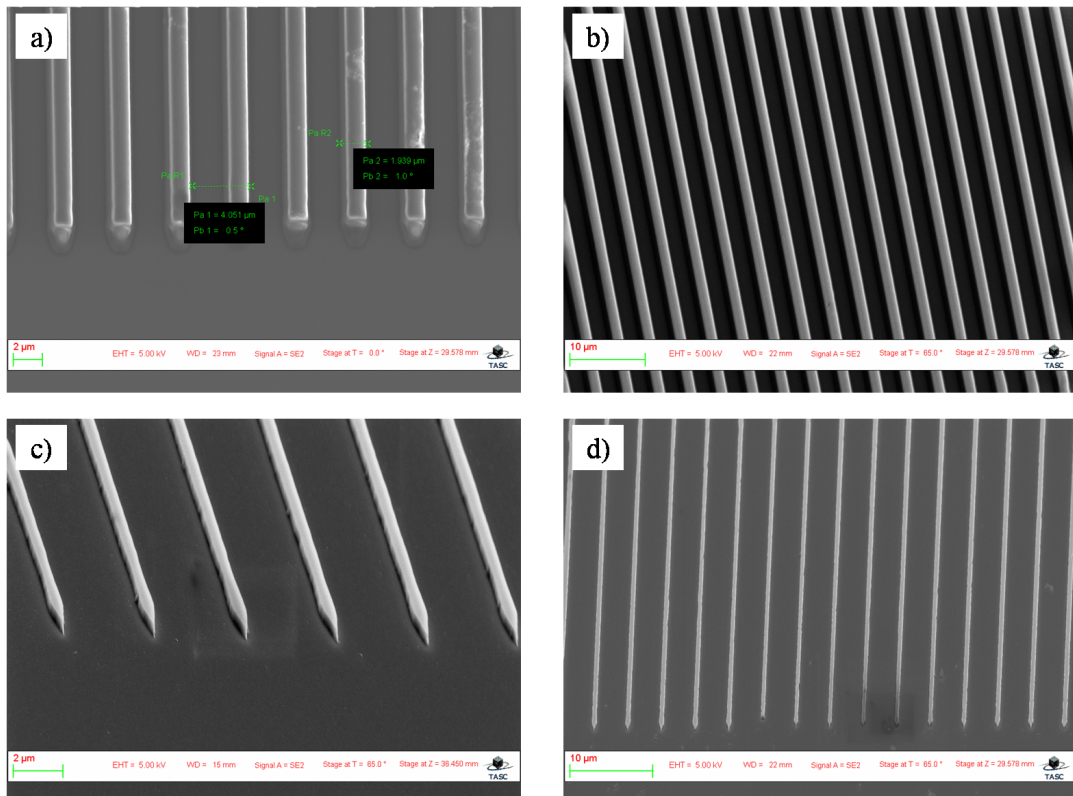 a)
Pa R2
Pa 2 = 1.939 µm
Pb 2 = 1.0 °
Pa R1
Pa 1
Pa 1 = 4.051 µm
Pb 1 = 0.5 °
2 µm
EHT = 5.00 kV WD = 23 mm Signal A = SE2 Stage at T = 0.0 ° Stage at Z = 29.578 mm
TASC
b)
10 µm
EHT = 5.00 kV WD = 22 mm Signal A = SE2 Stage at T = 65.0 ° Stage at Z = 29.578 mm
TASC
c)
2 µm
EHT = 5.00 kV WD = 15 mm Signal A = SE2 Stage at T = 65.0 ° Stage at Z = 36.450 mm
TASC
d)
10 µm
EHT = 5.00 kV WD = 22 mm Signal A = SE2 Stage at T = 65.0 ° Stage at Z = 29.578 mm
TASC